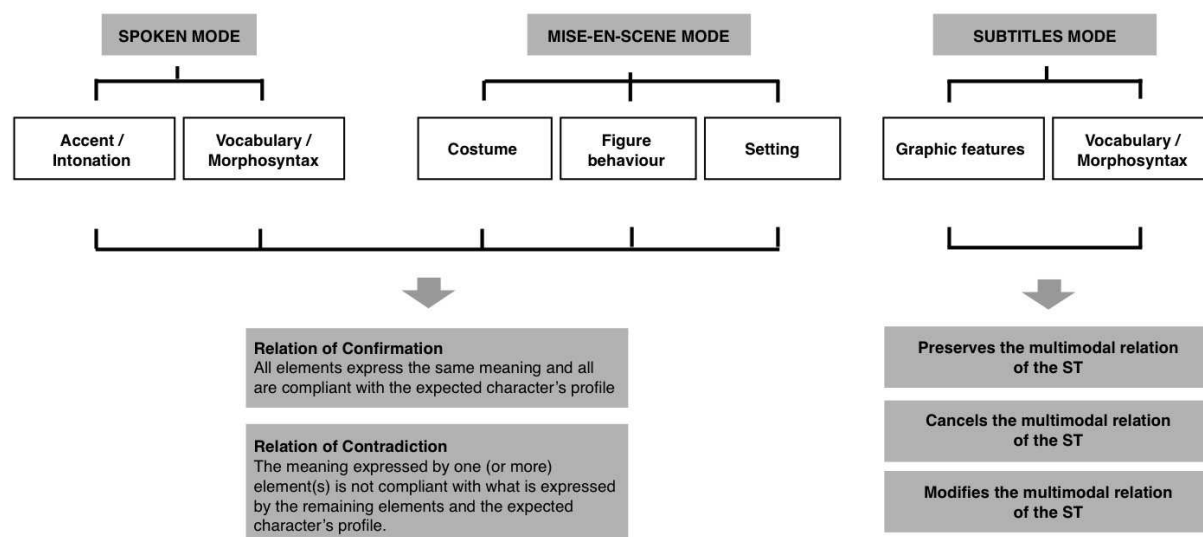 SPOKEN MODE
MISE-EN-SCENE MODE
SUBTITLES MODE
Accent /
Intonation
Vocabulary /
Morphosyntax
Costume
Figure
behaviour
Setting
Graphic features
Vocabulary /
Morphosyntax
Relation of Confirmation
All elements express the same meaning and all
are compliant with the expected character’s profile
Relation of Contradiction
The meaning expressed by one (or more)
element(s) is not compliant with what is expressed
by the remaining elements and the expected
character’s profile.
Preserves the multimodal relation
of the ST
Cancels the multimodal relation
of the ST
Modifies the multimodal relation
of the ST